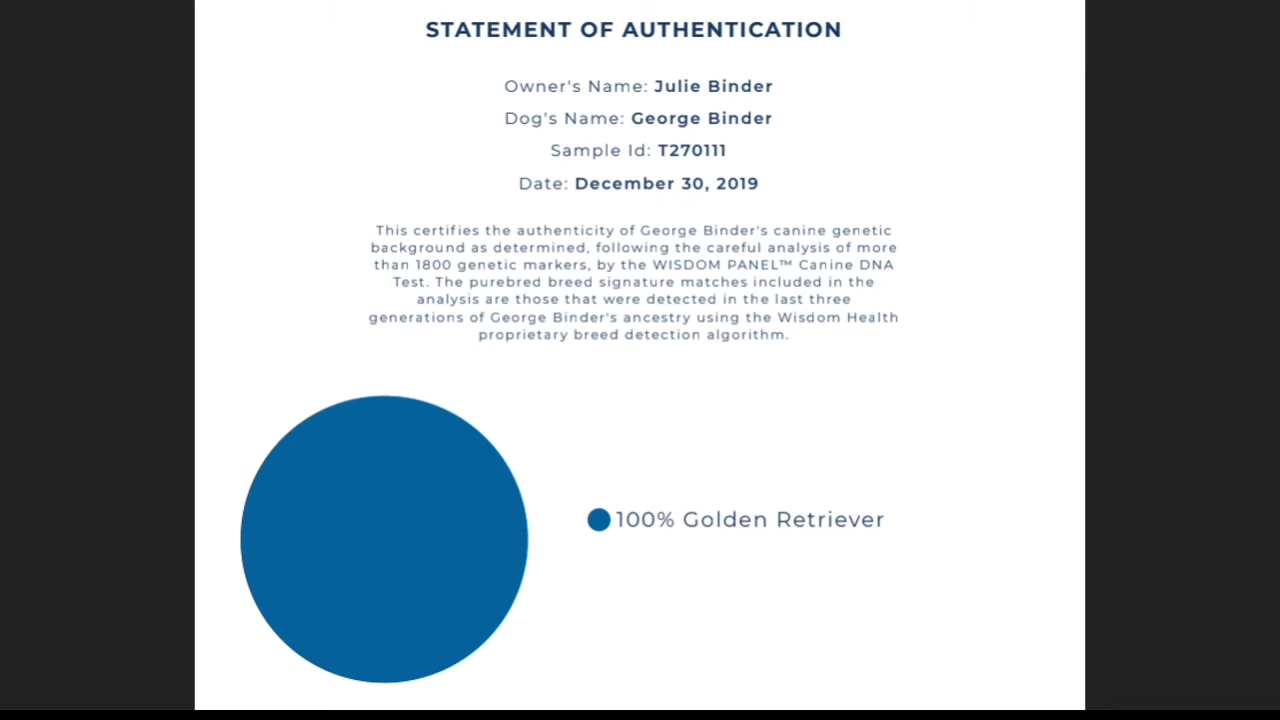 STATEMENT OF AUTHENTICATION
Owner's Name: Julie Binder
Dog's Name: George Binder
Sample Id: T270111
Date: December 30, 2019
This certifies the authenticity of George Binder's canine genetic
background as determined, following the careful analysis of more
than 1800 genetic markers, by the WISDOM PANEL™ Canine DNA
Test. The purebred breed signature matches included in the
analysis are those that were detected in the last three
generations of George Binder's ancestry using the Wisdom Health
proprietary breed detection algorithm.
100% Golden Retriever